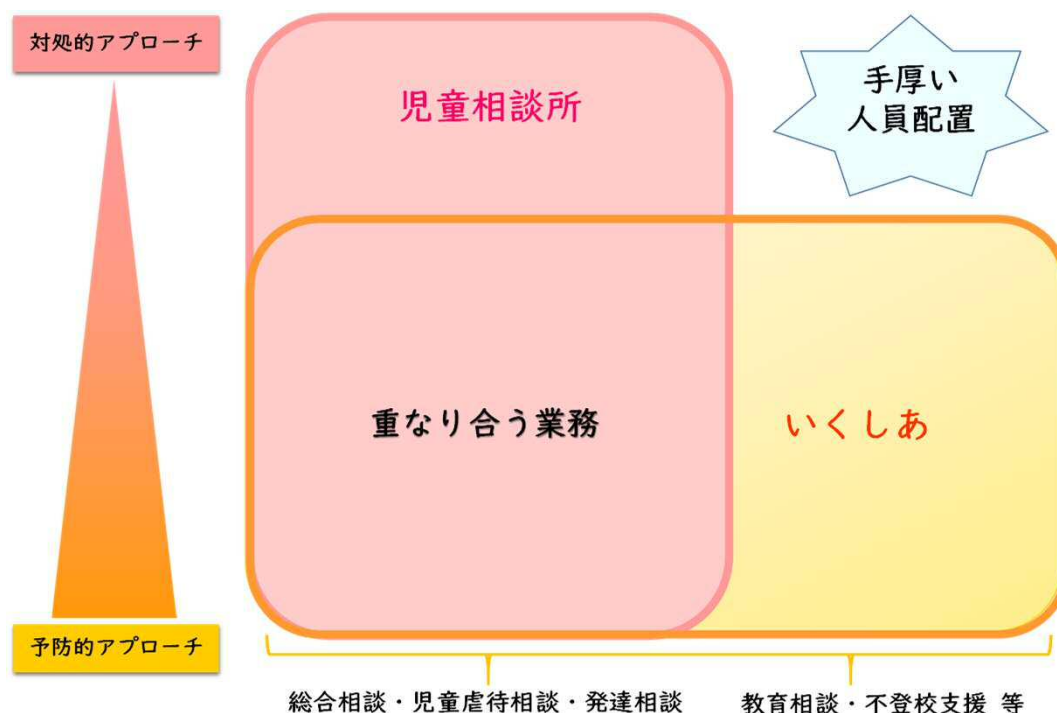 対処的アプローチ
児童相談所
手厚い
人員配置
重なり合う業務
いくしあ
予防的アプローチ
総合相談・児童虐待相談・発達相談
教育相談・不登校支援 等